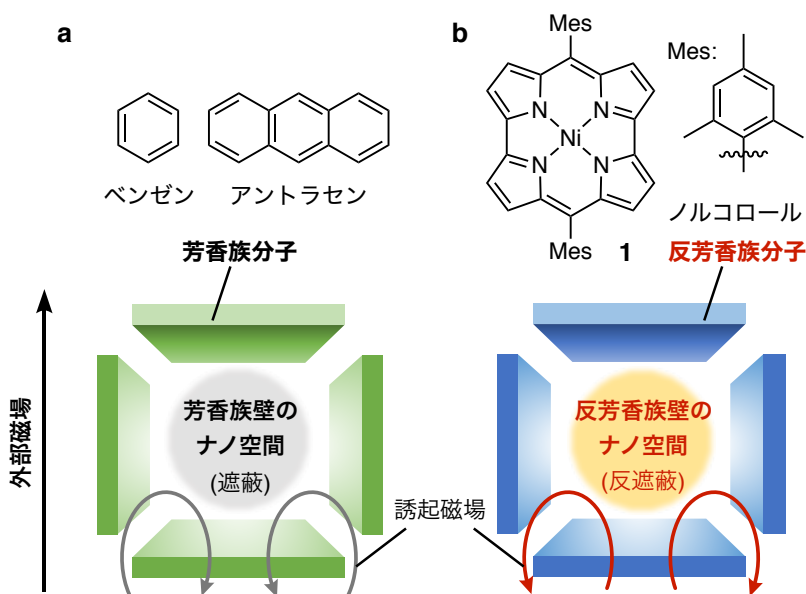 a
ベンゼン
アントラセン
芳香族分子
外部磁場
芳香族壁の
ナノ空間
(遮蔽)
b
Mes
Mes:
N
N
Ni
N
N
Mes
1
ノルコロール
反芳香族分子
反芳香族壁の
ナノ空間
(反遮蔽)
誘起磁場